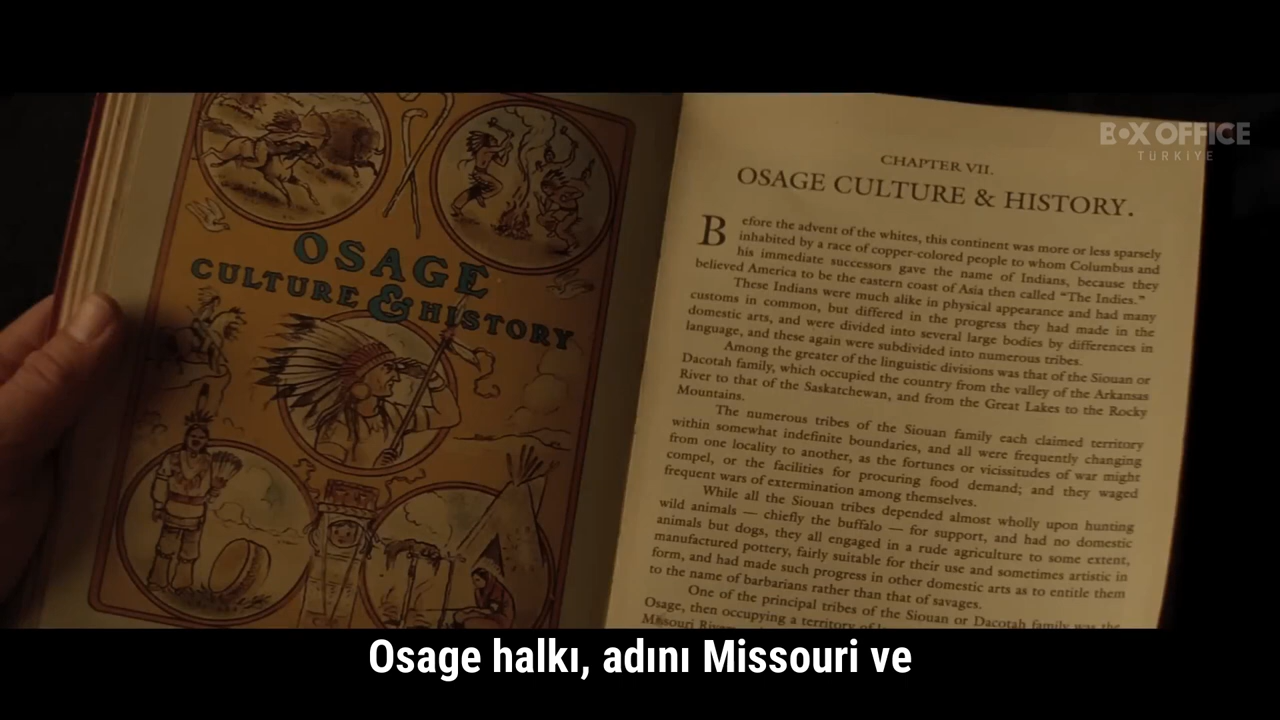 BOX OFFICE
TÜRKİYE
OSAGE
CULTURE & HISTORY
CHAPTER VII.
OSAGE CULTURE & HISTORY.
Before the advent of the whites, this continent was more or less sparsely
inhabited by a race of copper-colored people to whom Columbus and
his immediate successors gave the name of Indians, because they
believed America to be the eastern coast of Asia then called “The Indies.”
These Indians were much alike in physical appearance and had many
customs in common, but differed in the progress they had made in the
domestic arts, and were divided into several large bodies by differences in
language, and these again were subdivided into numerous tribes.
Among the greater of the linguistic divisions was that of the Siouan or
Dacotah family, which occupied the country from the valley of the Arkansas
River to that of the Saskatchewan, and from the Great Lakes to the Rocky
Mountains.
The numerous tribes of the Siouan family each claimed territory
within somewhat indefinite boundaries, and all were frequently changing
from one locality to another, as the fortunes or vicissitudes of war might
compel, or the facilities for procuring food demand; and they waged
frequent wars of extermination among themselves.
While all the Siouan tribes depended almost wholly upon hunting
wild animals — chiefly the buffalo — for support, and had no domestic
animals but dogs, they all engaged in a rude agriculture to some extent,
manufactured pottery, fairly suitable for their use and sometimes artistic in
form, and had made such progress in other domestic arts as to entitle them
to the name of barbarians rather than that of savages.
One of the principal tribes of the Siouan or Dacotah family was the
Osage, then occupying a territory of
Missouri
Osage halkı, adını Missouri ve